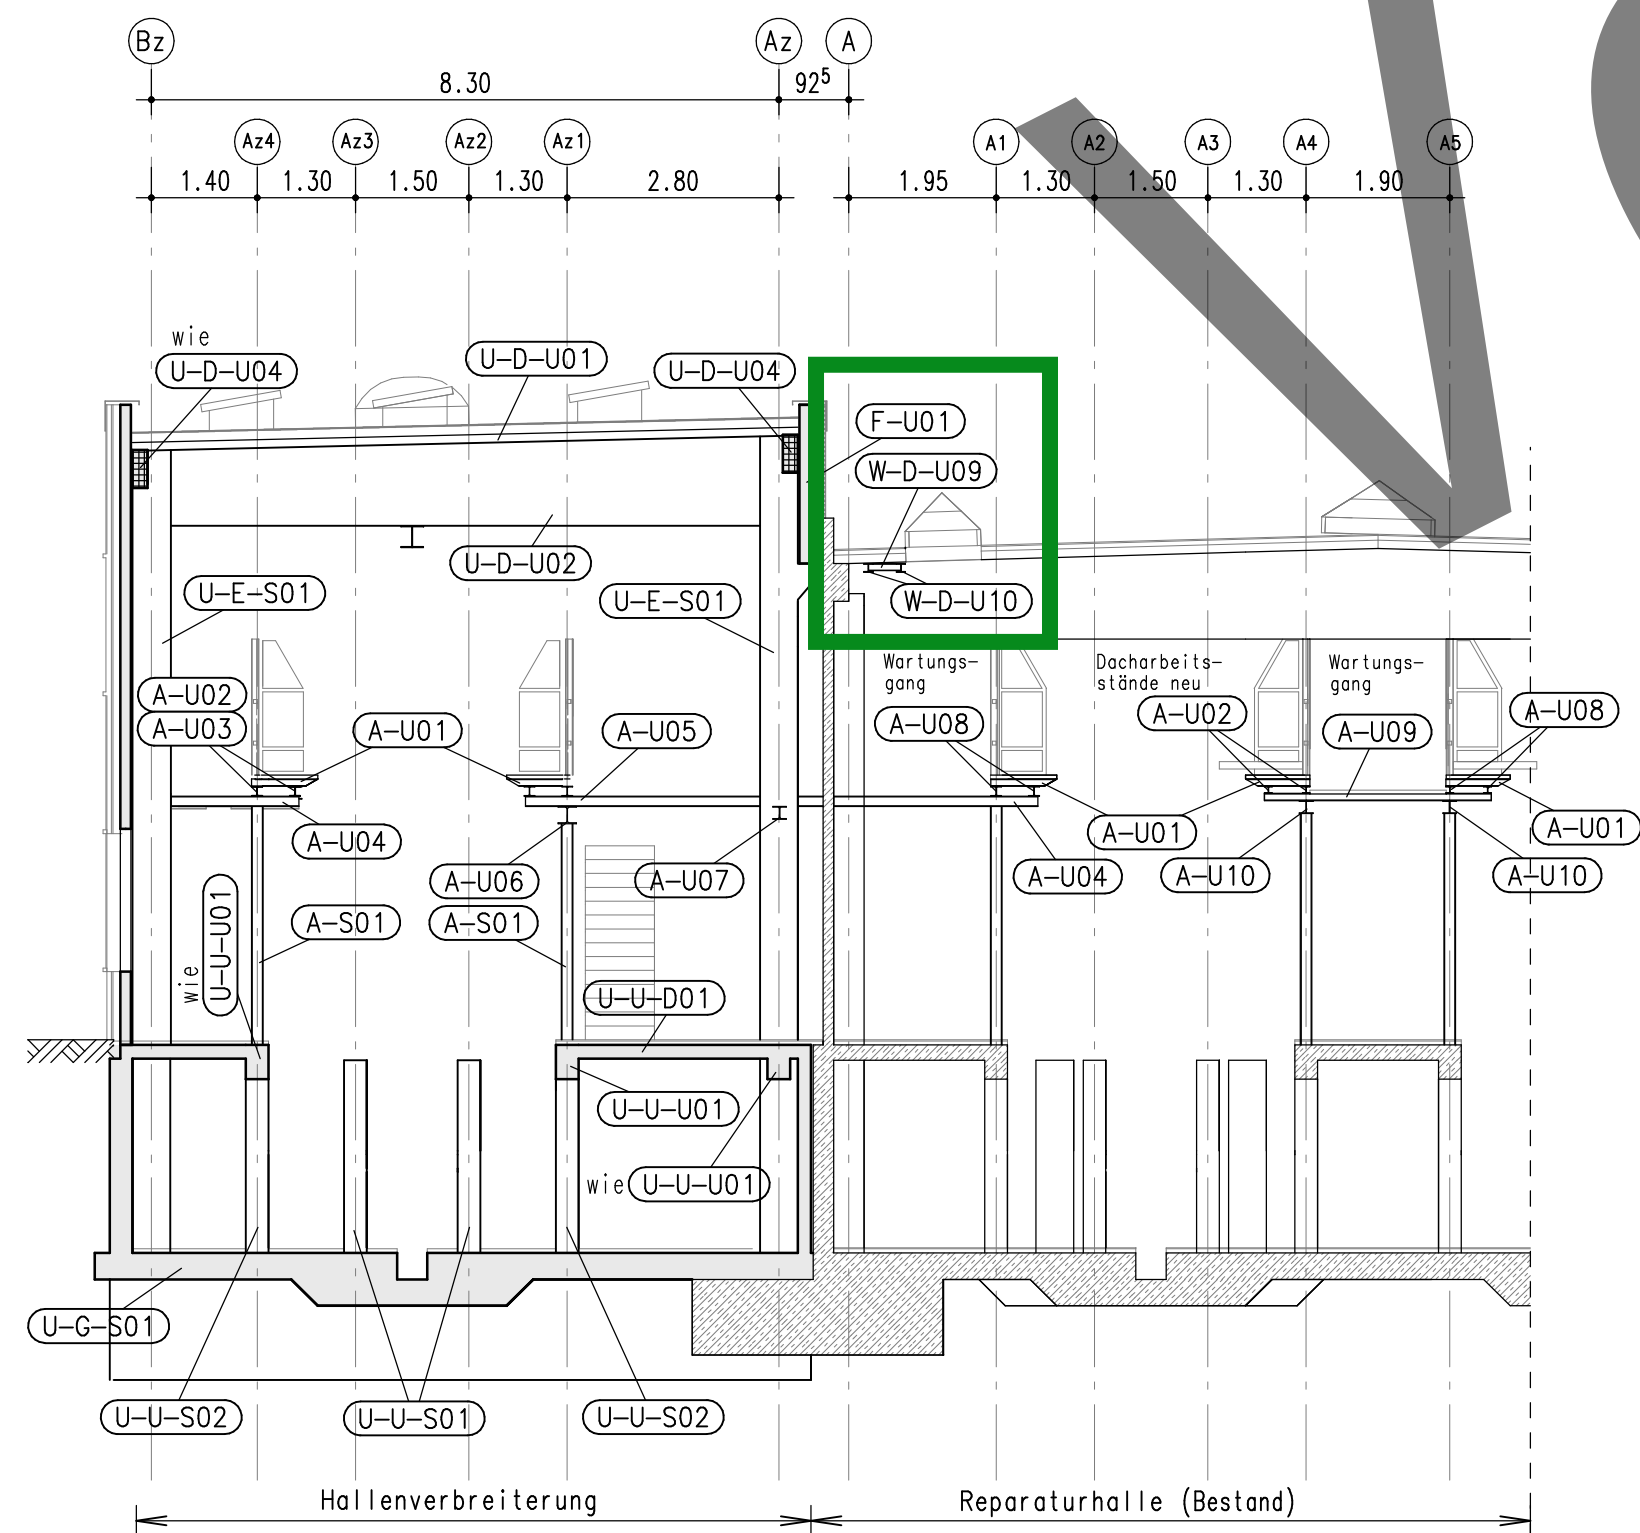 Bz Az A
8.30 92⁵
Az4 Az3 Az2 Az1 A1 A2 A3 A4 A5
1.40 1.30 1.50 1.30 2.80 1.95 1.30 1.50 1.30 1.90
wie
U-D-U04 U-D-U01 U-D-U04
F-U01
W-D-U09
U-D-U02
U-E-S01 U-E-S01 W-D-U10
Wartungs-
gang
Dacharbeits-
stände neu
Wartungs-
gang
A-U02
A-U03 A-U01 A-U05 A-U08 A-U02 A-U09 A-U08
A-U04 A-U01 A-U01
A-U06 A-U07 A-U04 A-U10 A-U10
wie U-U-U01
A-S01 A-S01
U-U-D01
U-U-U01
wie U-U-U01
U-G-S01
U-U-S02 U-U-S01 U-U-S02
Hallenverbreiterung Reparaturhalle (Bestand)